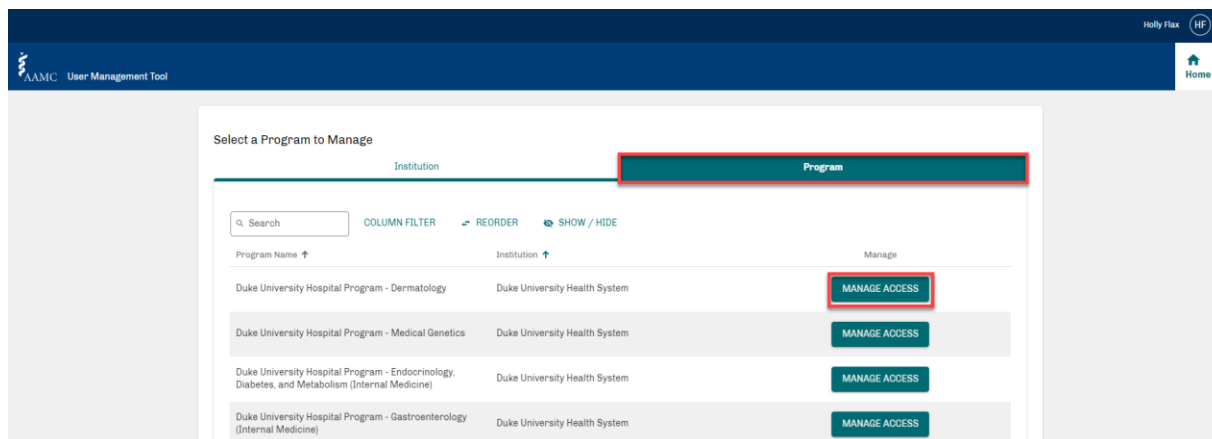 Holly Flax HF
AAMC User Management Tool
Home
Select a Program to Manage
Institution Program
Search COLUMN FILTER REORDER SHOW / HIDE
Program Name Institution Manage
Duke University Hospital Program - Dermatology Duke University Health System MANAGE ACCESS
Duke University Hospital Program - Medical Genetics Duke University Health System MANAGE ACCESS
Duke University Hospital Program - Endocrinology,
Diabetes, and Metabolism (Internal Medicine) Duke University Health System MANAGE ACCESS
Duke University Hospital Program - Gastroenterology
(Internal Medicine) Duke University Health System MANAGE ACCESS